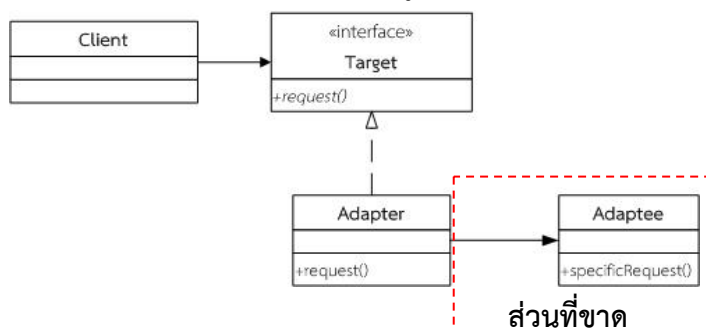 Client
«interface»
Target
+request()
Adapter
+request()
Adaptee
+specificRequest()
ส่วนที่ขาด